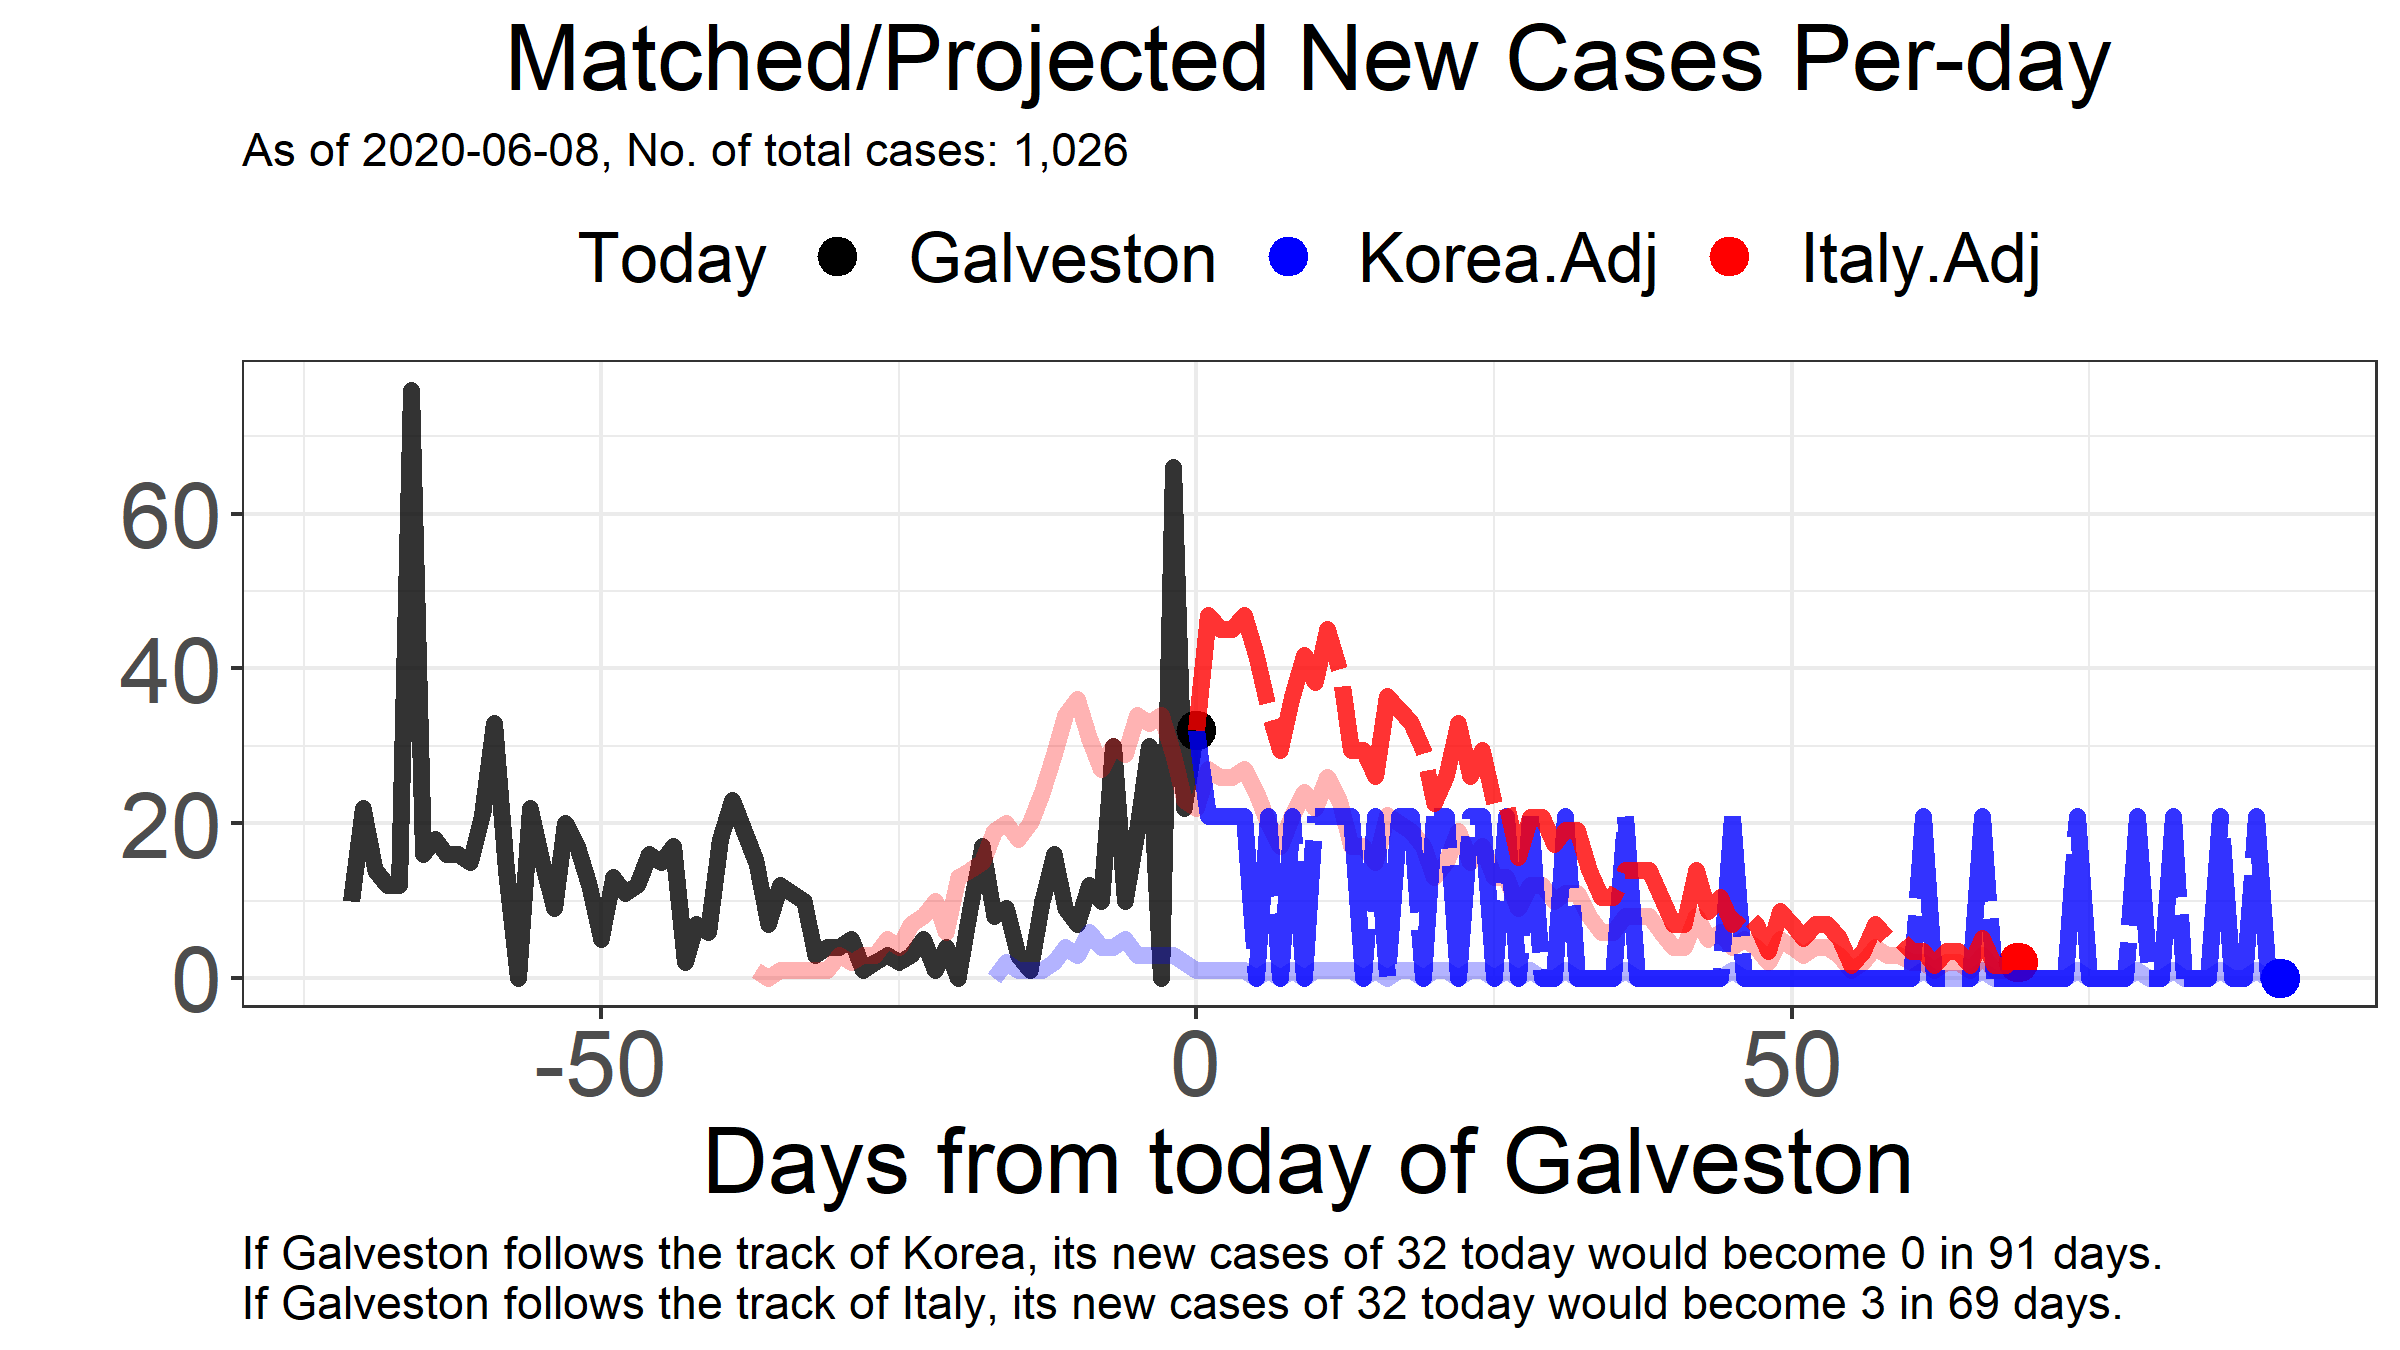 Matched/Projected New Cases Per-day
As of 2020-06-08, No. of total cases: 1,026
Today Galveston Korea.Adj Italy.Adj
60
40
20
0
-50 0 50
Days from today of Galveston
If Galveston follows the track of Korea, its new cases of 32 today would become 0 in 91 days.
If Galveston follows the track of Italy, its new cases of 32 today would become 3 in 69 days.